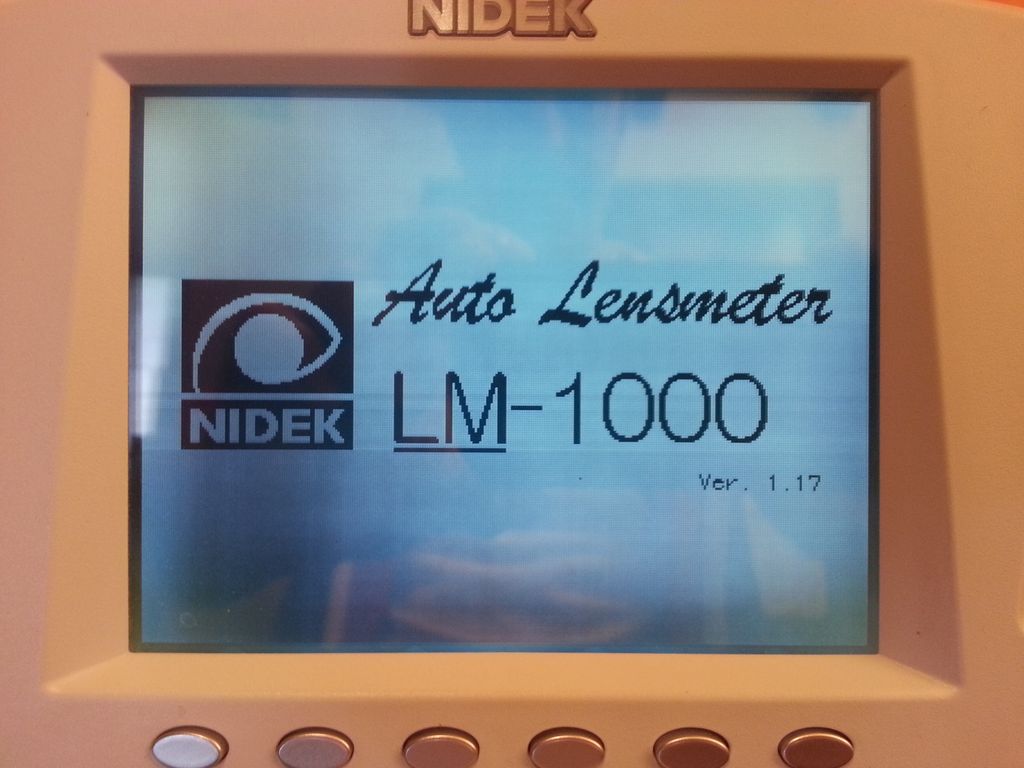 NIDEK
Auto Lensmeter
NIDEK
LM-1000
Ver. 1.17